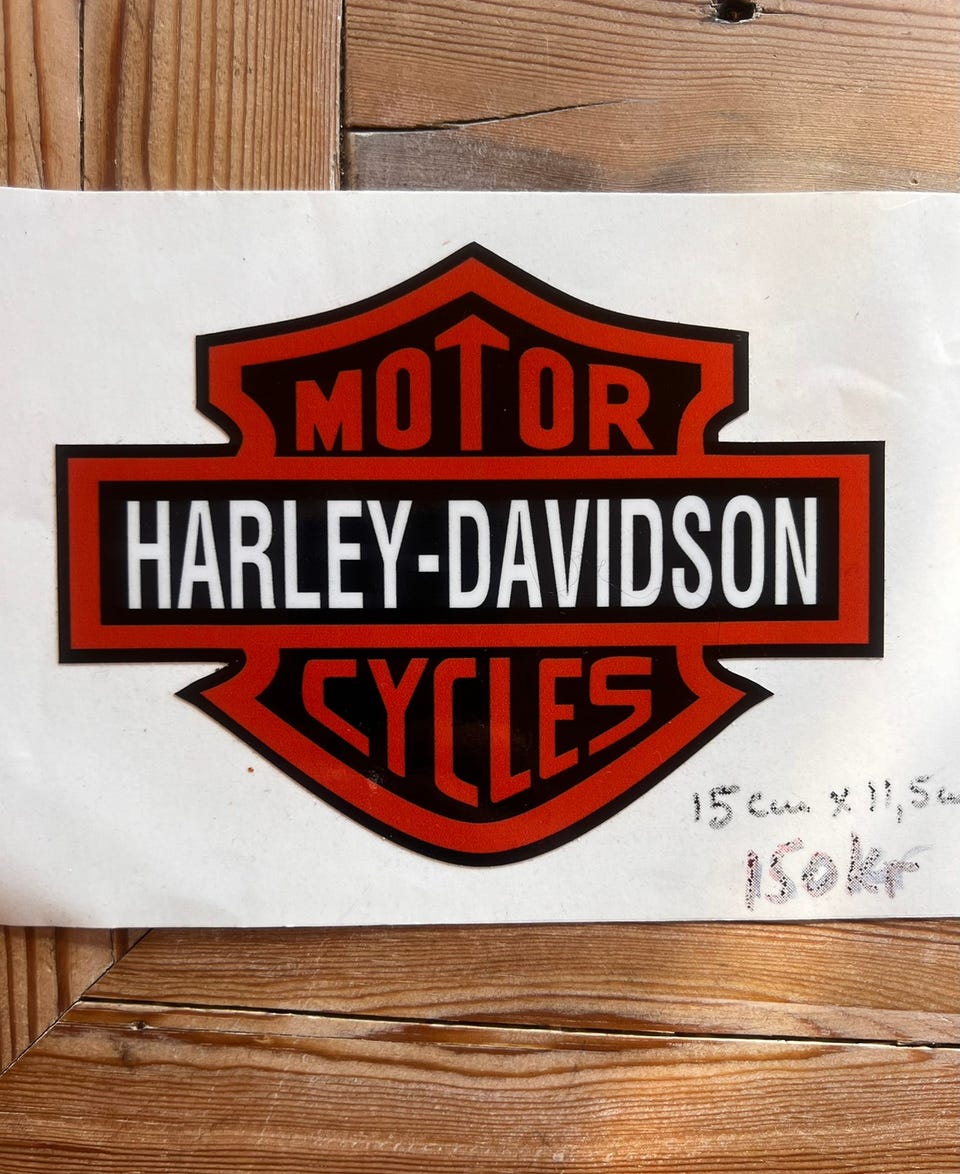 MOTOR
HARLEY-DAVIDSON
CYCLES
15 cm x 11,5 cm
150 kr